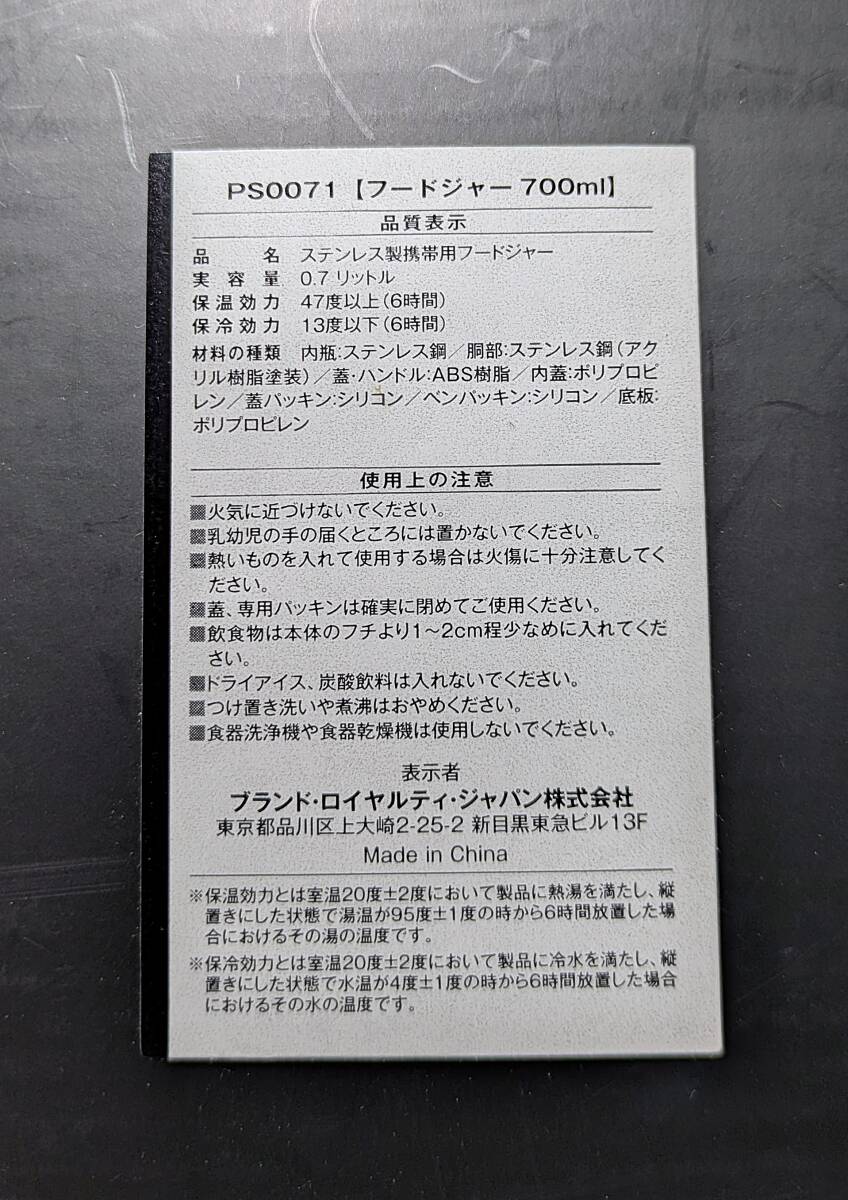 PS0071【フードジャー 700ml】
品質表示
品名 ステンレス製携帯用フードジャー
実容量 0.7 リットル
保温効力 47度以上(6時間)
保冷効力 13度以下(6時間)
材料の種類 内瓶:ステンレス鋼／胴部:ステンレス鋼(アク
リル樹脂塗装)／蓋・ハンドル:ABS樹脂／内蓋:ポリプロピ
レン／蓋パッキン:シリコン／ベンパッキン:シリコン／底板:
ポリプロピレン
使用上の注意
■火気に近づけないでください。
■乳幼児の手の届くところには置かないでください。
■熱いものを入れて使用する場合は火傷に十分注意してく
ださい。
■蓋、専用パッキンは確実に閉めてご使用ください。
■飲食物は本体のフチより1～2cm程少なめに入れてくだ
さい。
■ドライアイス、炭酸飲料は入れないでください。
■つけ置き洗いや煮沸はおやめください。
■食器洗浄機や食器乾燥機は使用しないでください。
表示者
ブランド・ロイヤルティ・ジャパン株式会社
東京都品川区上大崎2-25-2 新目黒東急ビル13F
Made in China
※保温効力とは室温20度±2度において製品に熱湯を満たし、縦
置きにした状態で湯温が95度±1度の時から6時間放置した場
合におけるその湯の温度です。
※保冷効力とは室温20度±2度において製品に冷水を満たし、縦
置きにした状態で水温が4度±1度の時から6時間放置した場合
におけるその水の温度です。